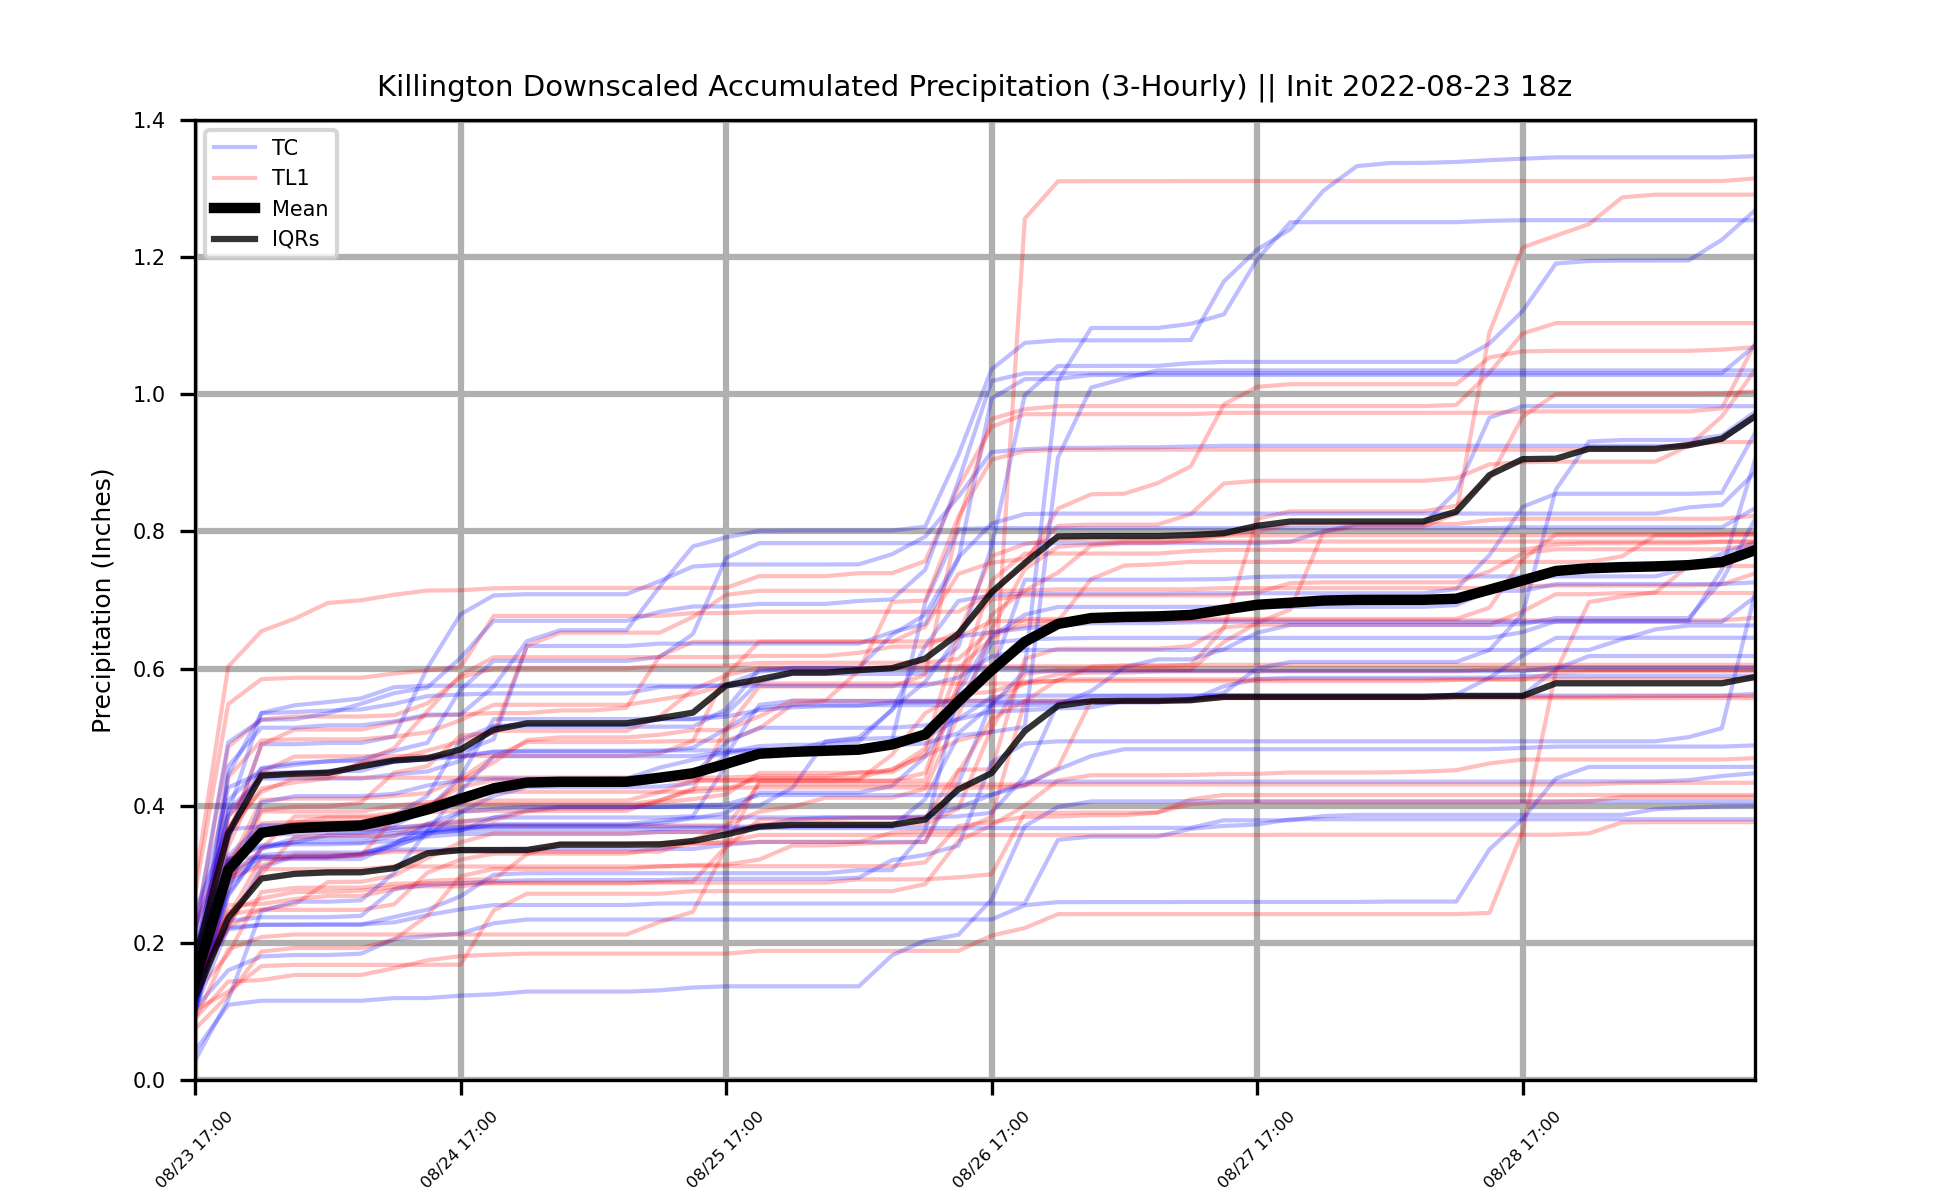 Killington Downscaled Accumulated Precipitation (3-Hourly) || Init 2022-08-23 18z
Precipitation (Inches)
1.4
1.2
1.0
0.8
0.6
0.4
0.2
0.0
TC
TL1
Mean
IQRs
08/23 17:00
08/24 17:00
08/25 17:00
08/26 17:00
08/27 17:00
08/28 17:00